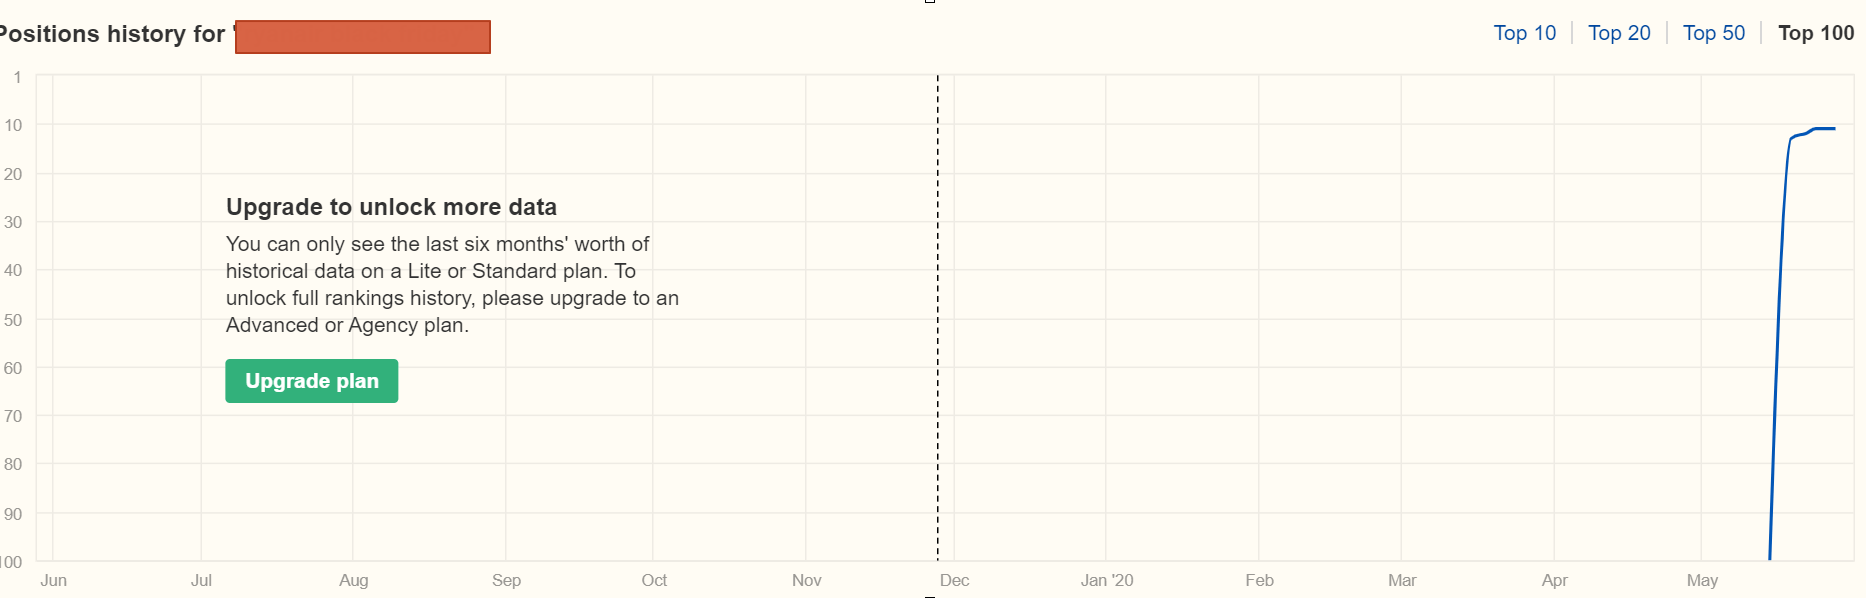 Positions history for '
Top 10 Top 20 Top 50 Top 100
1
10
20
30
40
50
60
70
80
90
100
Upgrade to unlock more data
You can only see the last six months' worth of
historical data on a Lite or Standard plan. To
unlock full rankings history, please upgrade to an
Advanced or Agency plan.
Upgrade plan
Jun Jul Aug Sep Oct Nov Dec Jan '20 Feb Mar Apr May